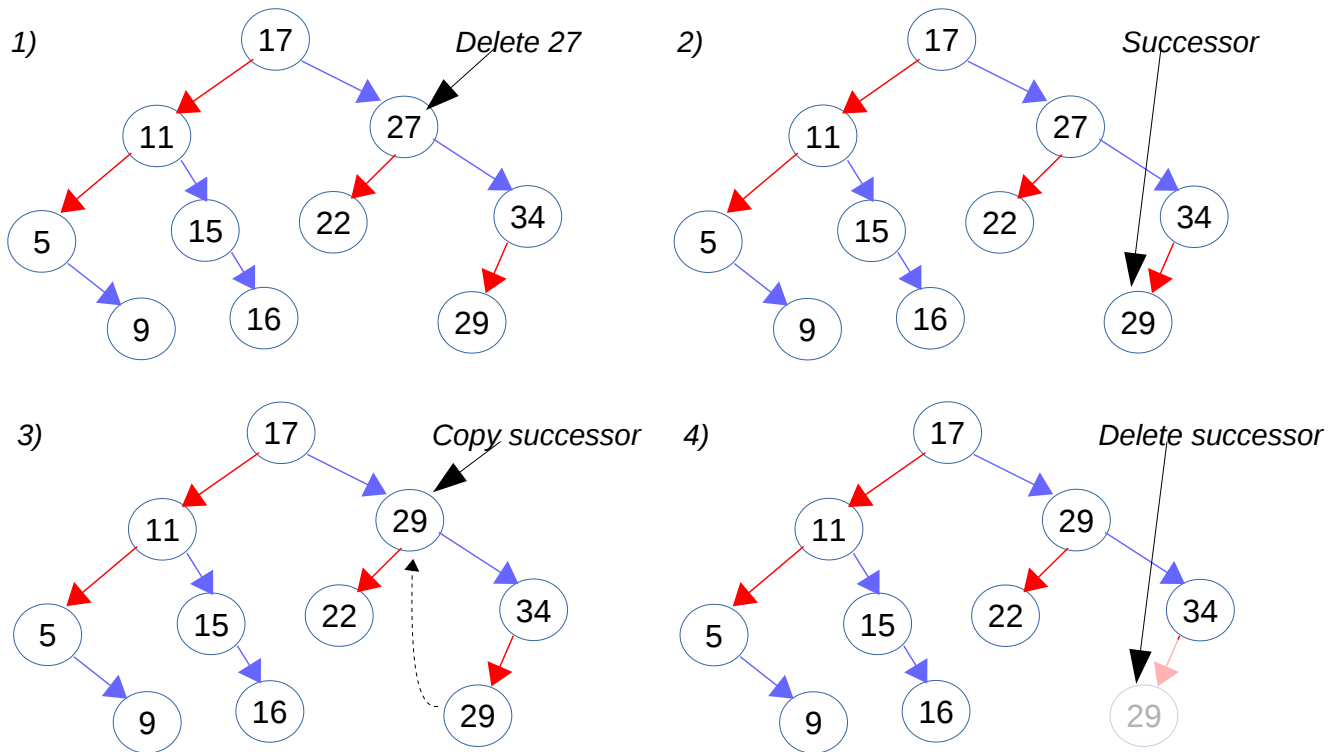 1) 17 Delete 27
11 27
5 15 22 34
9 16 29
2) 17 Successor
11 27
5 15 22 34
9 16 29
3) 17 Copy successor
11 29
5 15 22 34
9 16 29
4) 17 Delete successor
11 29
5 15 22 34
9 16 29